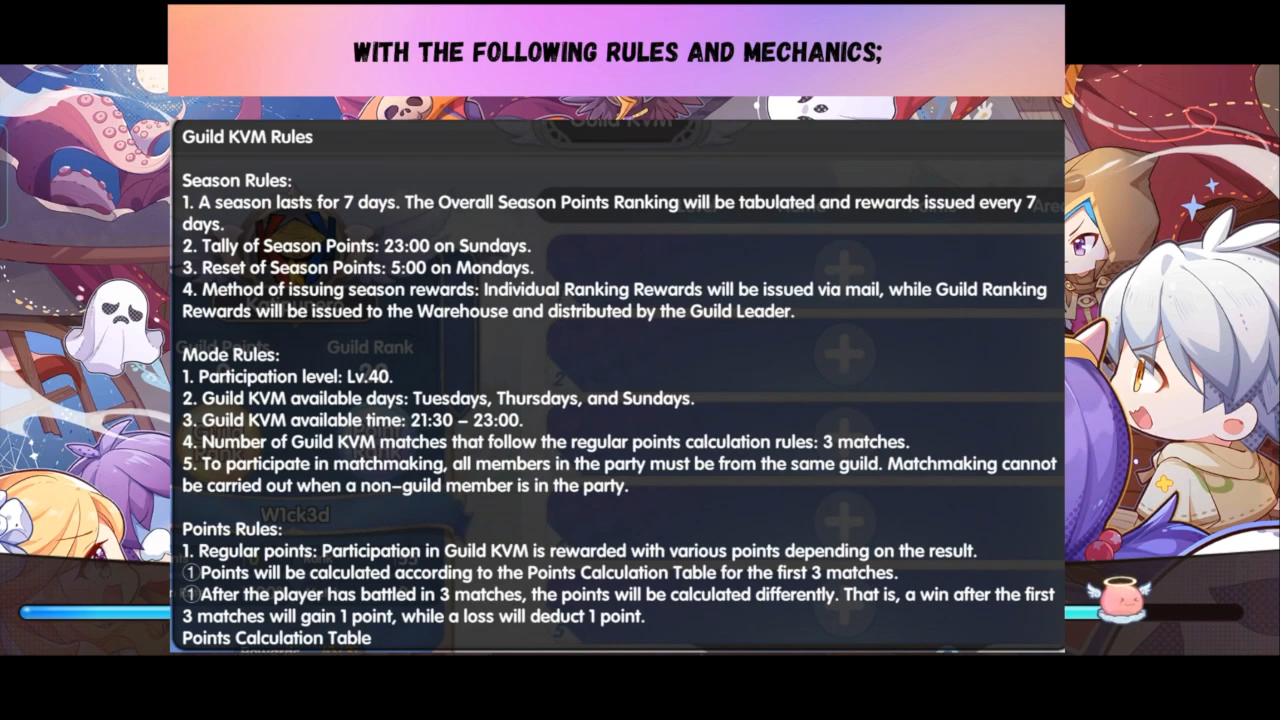 WITH THE FOLLOWING RULES AND MECHANICS;
Guild KVM
Guild KVM Rules
Season Rules:
1. A season lasts for 7 days. The Overall Season Points Ranking will be tabulated and rewards issued every 7
days.
2. Tally of Season Points: 23:00 on Sundays.
3. Reset of Season Points: 5:00 on Mondays.
4. Method of issuing season rewards: Individual Ranking Rewards will be issued via mail, while Guild Ranking
Rewards will be issued to the Warehouse and distributed by the Guild Leader.
Guild Points Guild Rank
Mode Rules:
1. Participation level: Lv.40.
2. Guild KVM available days: Tuesdays, Thursdays, and Sundays.
3. Guild KVM available time: 21:30 – 23:00.
4. Number of Guild KVM matches that follow the regular points calculation rules: 3 matches.
5. To participate in matchmaking, all members in the party must be from the same guild. Matchmaking cannot
be carried out when a non–guild member is in the party.
W1ck3d
Points Rules:
1. Regular points: Participation in Guild KVM is rewarded with various points depending on the result.
①Points will be calculated according to the Points Calculation Table for the first 3 matches.
①After the player has battled in 3 matches, the points will be calculated differently. That is, a win after the first
3 matches will gain 1 point, while a loss will deduct 1 point.
Points Calculation Table